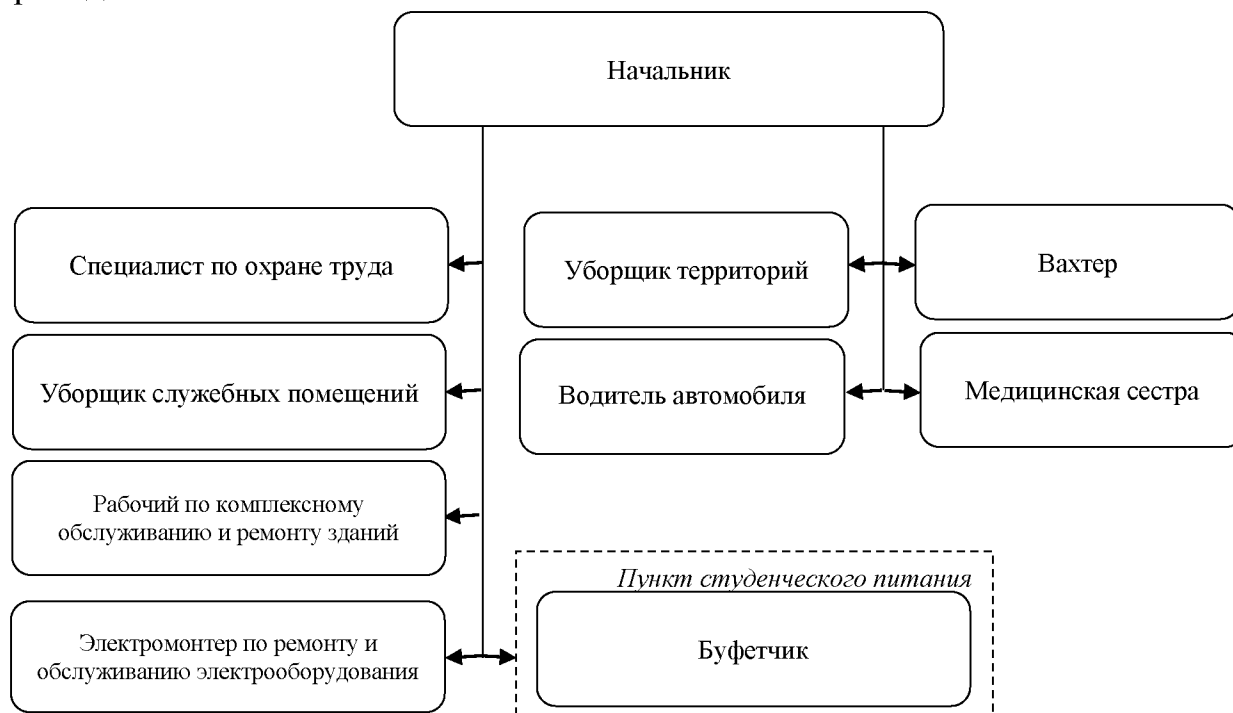 Начальник
Специалист по охране труда
Уборщик территорий
Вахтер
Уборщик служебных помещений
Водитель автомобиля
Медицинская сестра
Рабочий по комплексному
обслуживанию и ремонту зданий
Пункт студенческого питания
Электромонтер по ремонту и
обслуживанию электрооборудования
Буфетчик